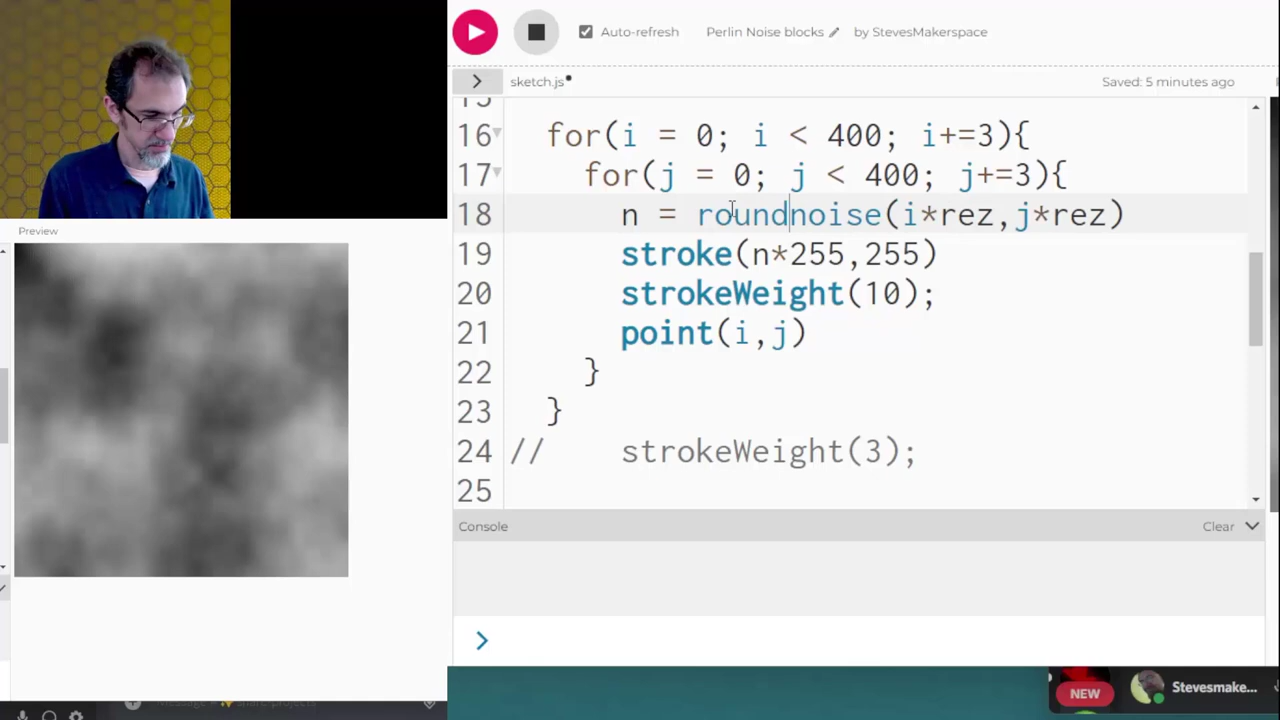 Auto-refresh
Perlin Noise blocks
by StevesMakerspace
sketch.js
Saved: 5 minutes ago
Preview
15
16 for(i = 0; i < 400; i+=3){
17 for(j = 0; j < 400; j+=3){
18 n = roundnoise(i*rez,j*rez)
19 stroke(n*255,255)
20 strokeWeight(10);
21 point(i,j)
22 }
23 }
24 // strokeWeight(3);
25
Console
Clear
NEW
Stevesmake...